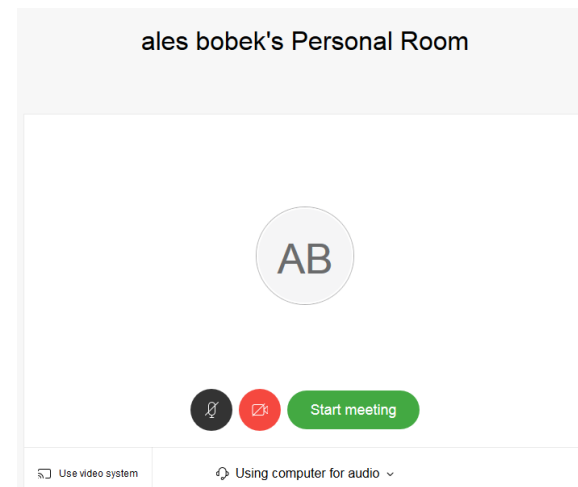 ales bobek's Personal Room
AB
Start meeting
Use video system
Using computer for audio